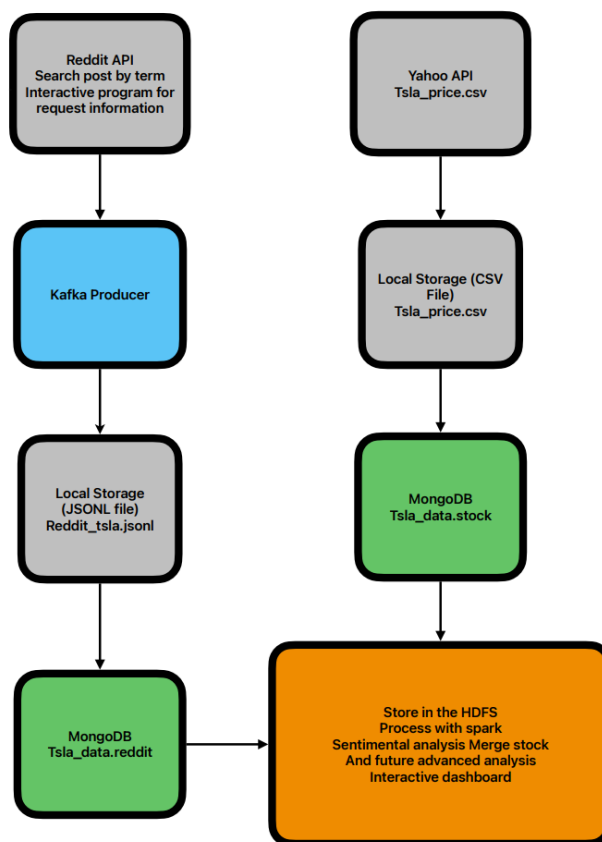 Reddit API
Search post by term
Interactive program for
request information
Yahoo API
Tsla_price.csv
Kafka Producer
Local Storage (CSV
File)
Tsla_price.csv
Local Storage
(JSONL file)
Reddit_tsla.jsonl
MongoDB
Tsla_data.stock
MongoDB
Tsla_data.reddit
Store in the HDFS
Process with spark
Sentimental analysis Merge stock
And future advanced analysis
Interactive dashboard